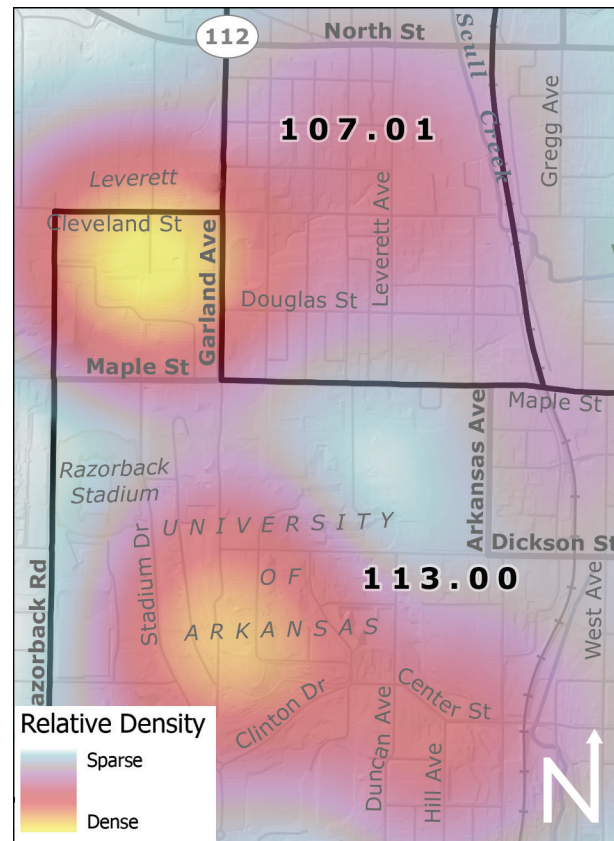 112
North St
Scull Creek
107.01
Gregg Ave
Leverett
Cleveland St
Garland Ave
Leverett Ave
Douglas St
Maple St
Maple St
Arkansas Ave
Razorback
Stadium
UNIVERSITY
OF
ARKANSAS
Dickson St
113.00
Stadium Dr
West Ave
azorback Rd
Clinton Dr
Center St
Duncan Ave
Hill Ave
Relative Density
Sparse
Dense
N